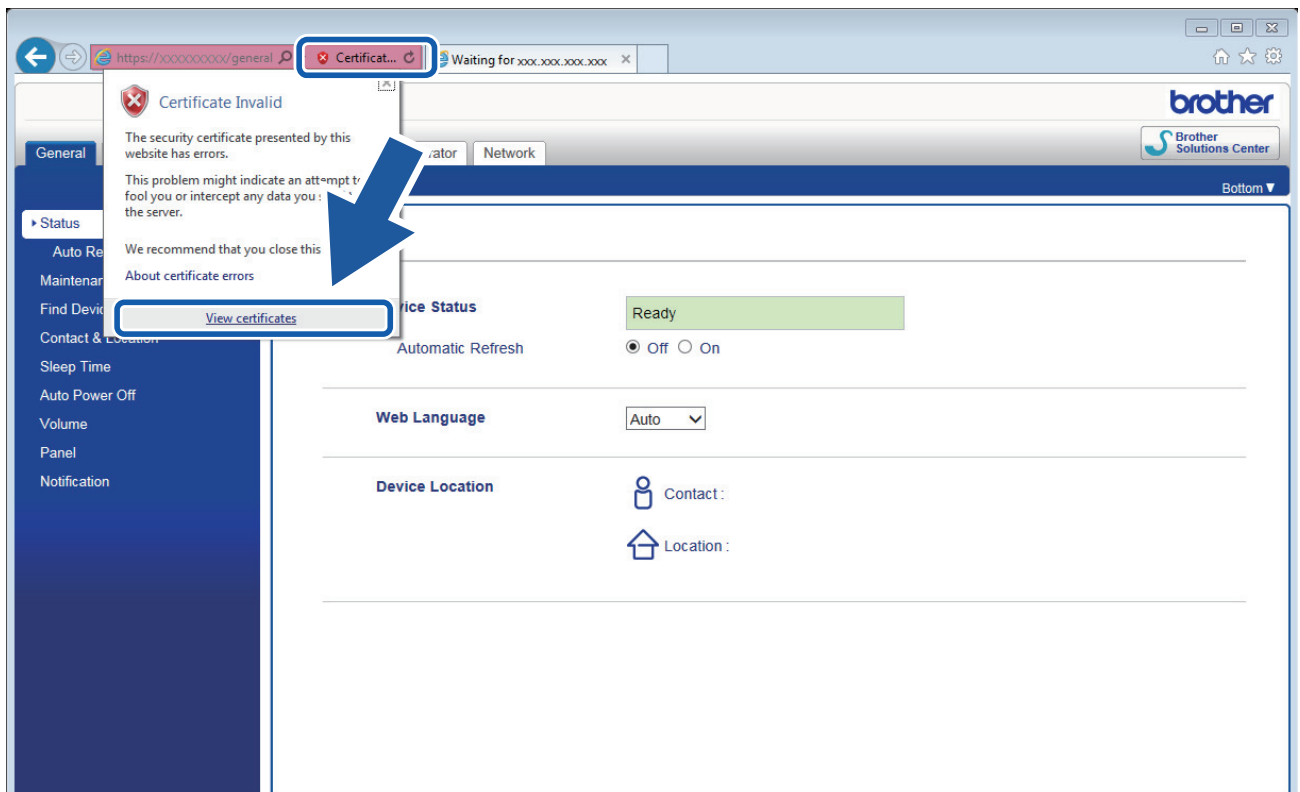 https://xxxxxxxxx/general
Certificat...
Waiting for xxx.xxx.xxx.xxx
Certificate Invalid
The security certificate presented by this
website has errors.
This problem might indicate an attempt
fool you or intercept any data you
the server.
We recommend that you close this
About certificate errors
View certificates
brother
Brother
Solutions Center
General
Network
Bottom▼
Status
Auto Re
Maintenan
Find Devic
Contact & Location
Sleep Time
Auto Power Off
Volume
Panel
Notification
vice Status
Ready
Automatic Refresh
Off
On
Web Language
Auto
Device Location
Contact :
Location :